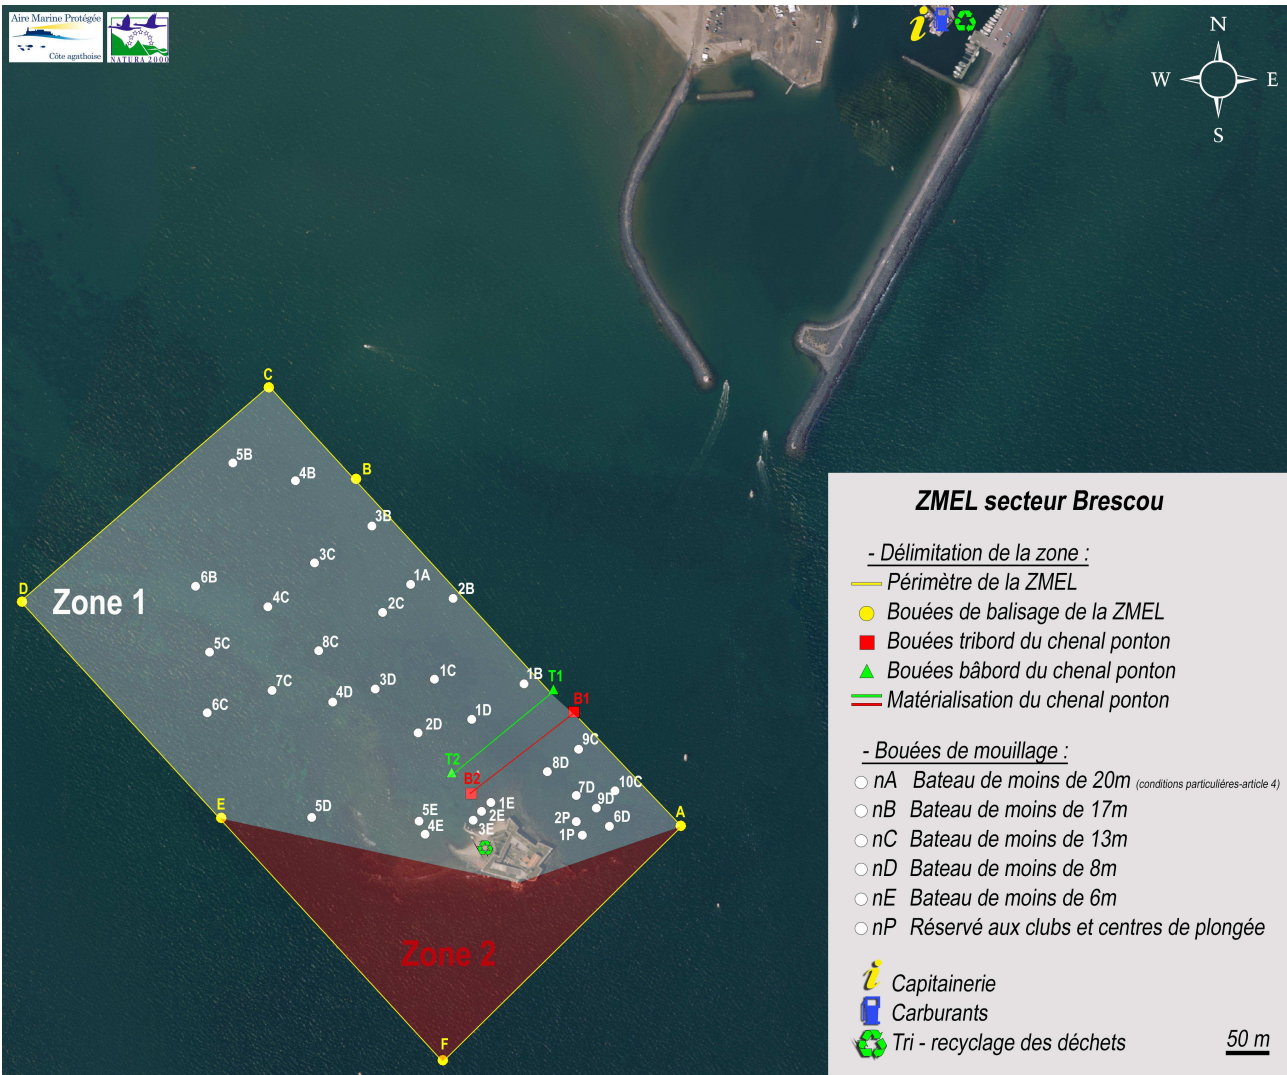 Aire Marine Protégée
Côte agathoise
NATURA 2000
N
W
E
S
C
B
5B
4B
3B
3C
1A
2B
6B
4C
2C
D
Zone 1
5C
8C
7C
1C
1B
T1
3D
4D
6C
B1
1D
2D
9C
T2
8D
B2
10C
7D
E
5D
1E
9D
5E
2E
2P
6D
A
4E
3E
1P
Zone 2
F
ZMEL secteur Brescou
- Délimitation de la zone :
Périmètre de la ZMEL
Bouées de balisage de la ZMEL
Bouées tribord du chenal ponton
Bouées bâbord du chenal ponton
Matérialisation du chenal ponton
- Bouées de mouillage :
nA Bateau de moins de 20m (conditions particuliéres-article 4)
nB Bateau de moins de 17m
nC Bateau de moins de 13m
nD Bateau de moins de 8m
nE Bateau de moins de 6m
nP Réservé aux clubs et centres de plongée
i Capitainerie
Carburants
Tri - recyclage des déchets
50 m